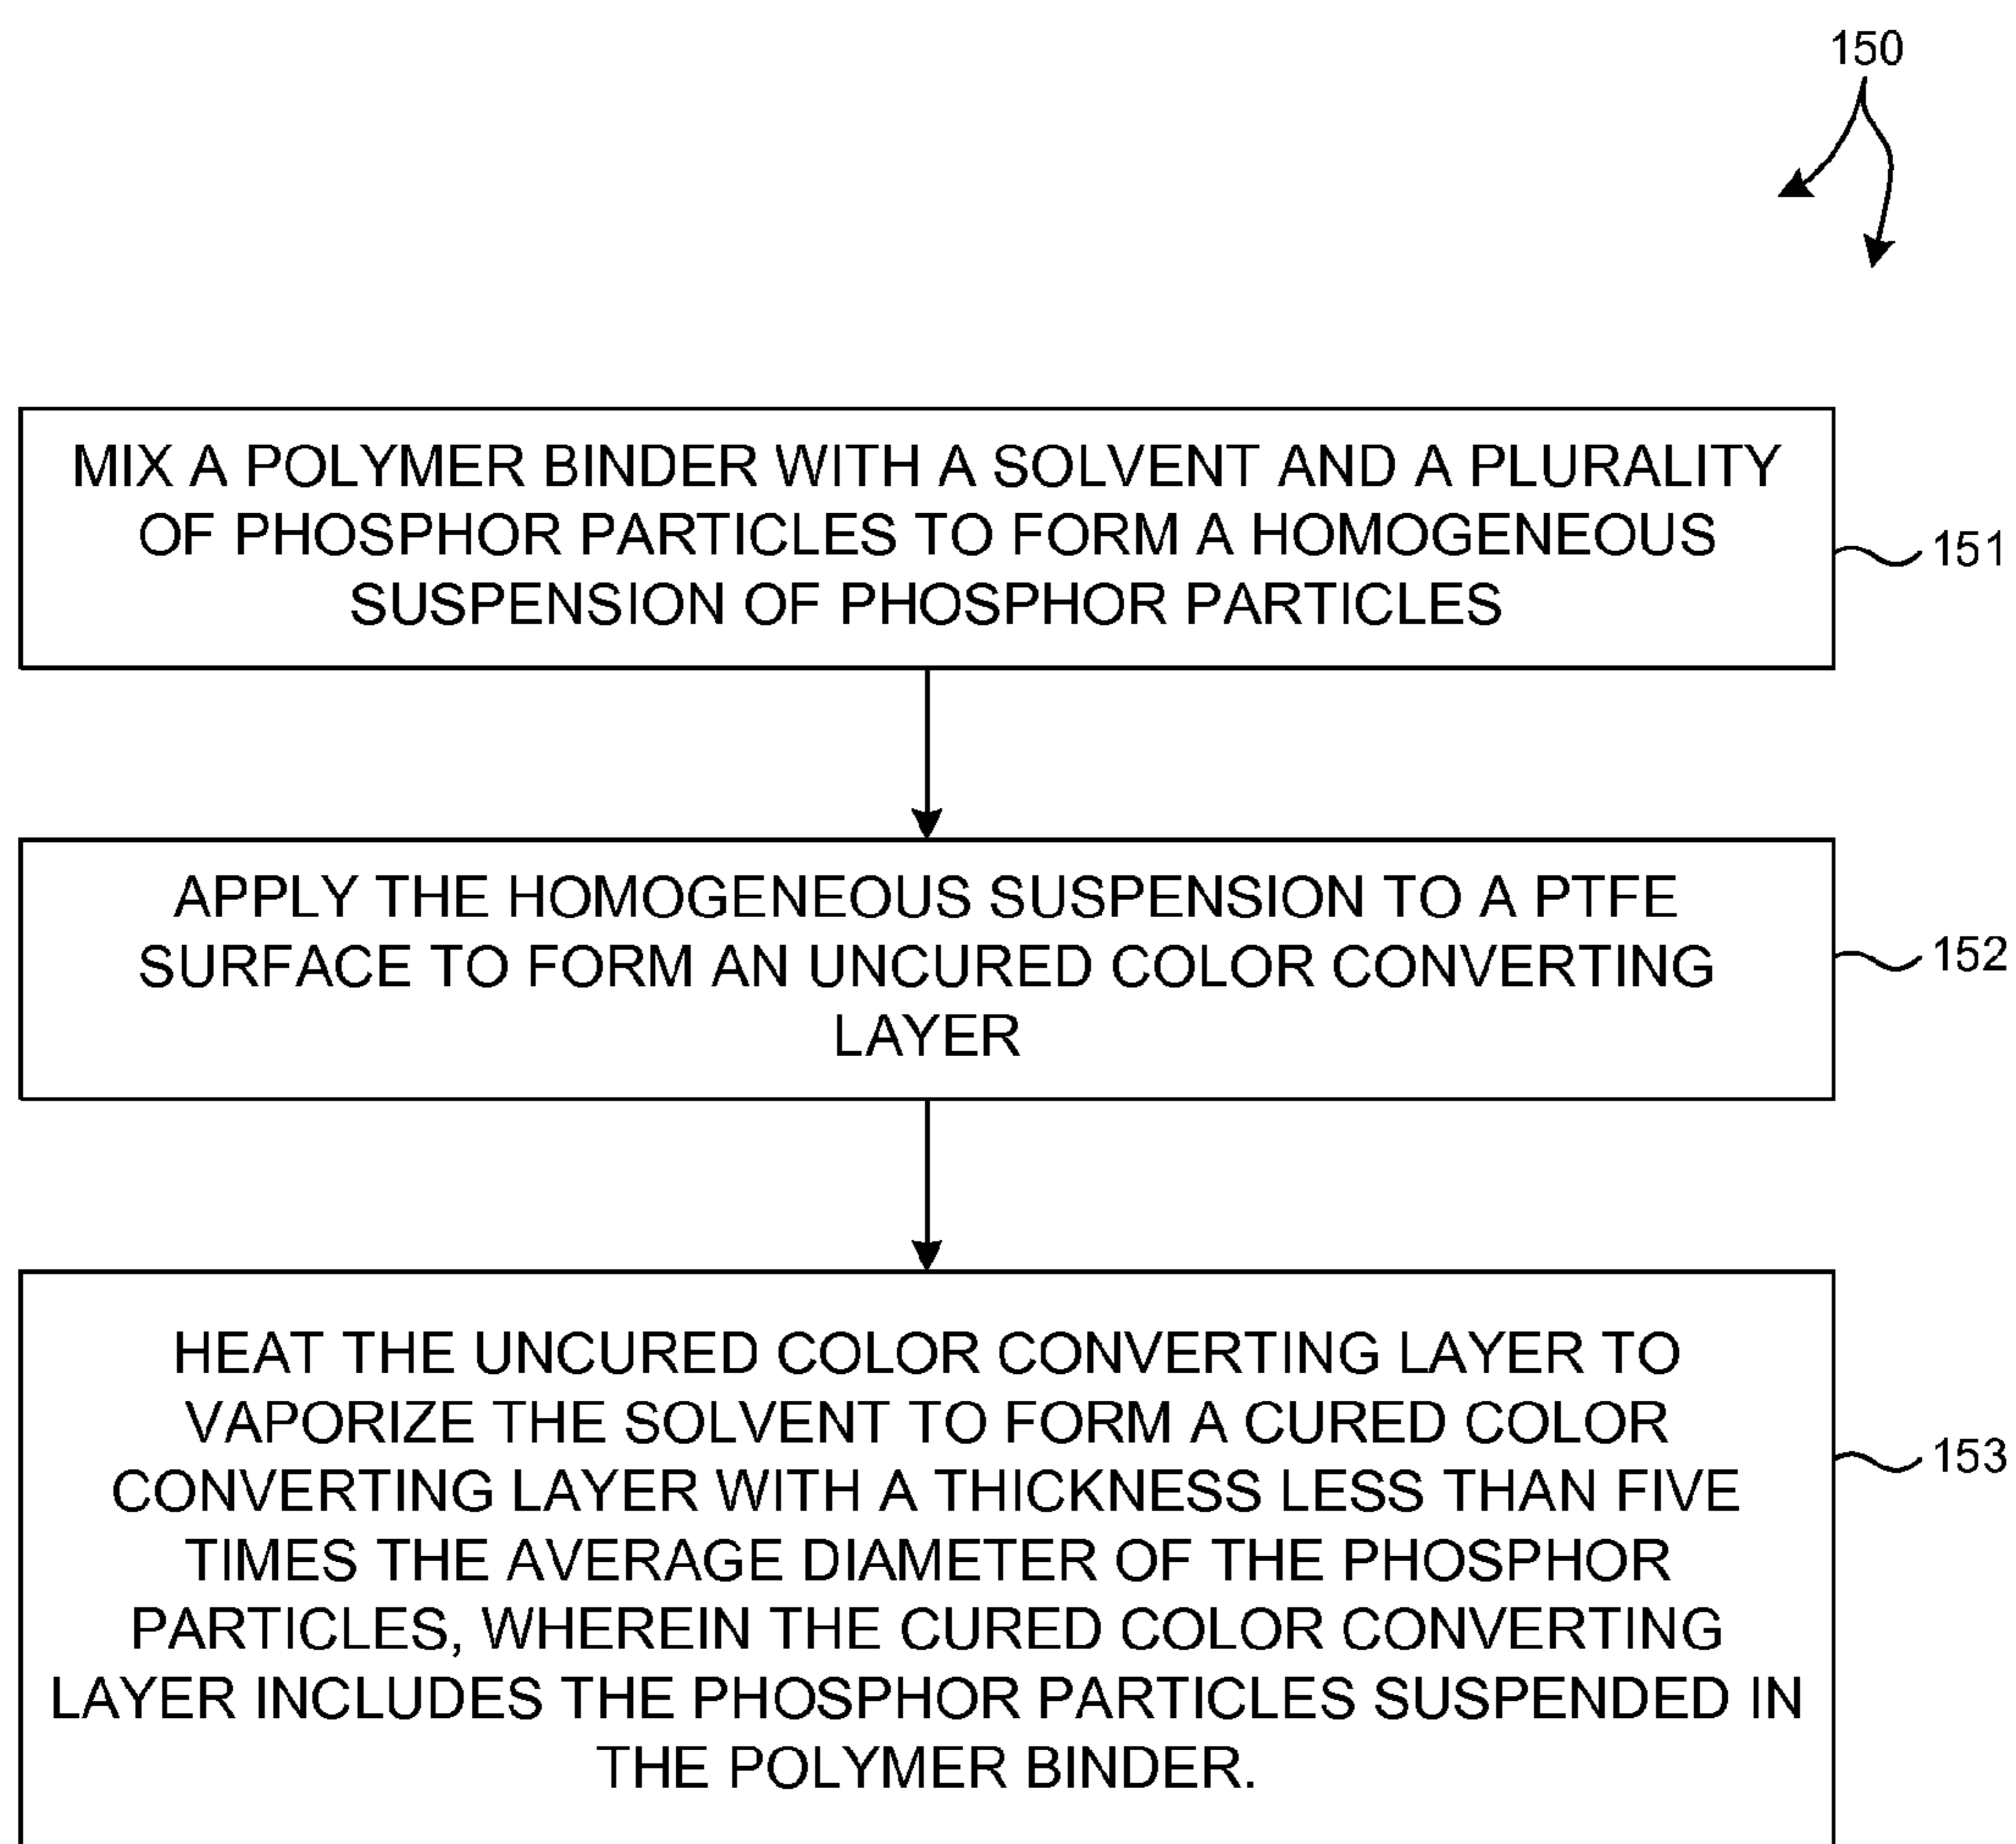 150
MIX A POLYMER BINDER WITH A SOLVENT AND A PLURALITY
OF PHOSPHOR PARTICLES TO FORM A HOMOGENEOUS
SUSPENSION OF PHOSPHOR PARTICLES
151
APPLY THE HOMOGENEOUS SUSPENSION TO A PTFE
SURFACE TO FORM AN UNCURED COLOR CONVERTING
LAYER
152
HEAT THE UNCURED COLOR CONVERTING LAYER TO
VAPORIZE THE SOLVENT TO FORM A CURED COLOR
CONVERTING LAYER WITH A THICKNESS LESS THAN FIVE
TIMES THE AVERAGE DIAMETER OF THE PHOSPHOR
PARTICLES, WHEREIN THE CURED COLOR CONVERTING
LAYER INCLUDES THE PHOSPHOR PARTICLES SUSPENDED IN
THE POLYMER BINDER.
153